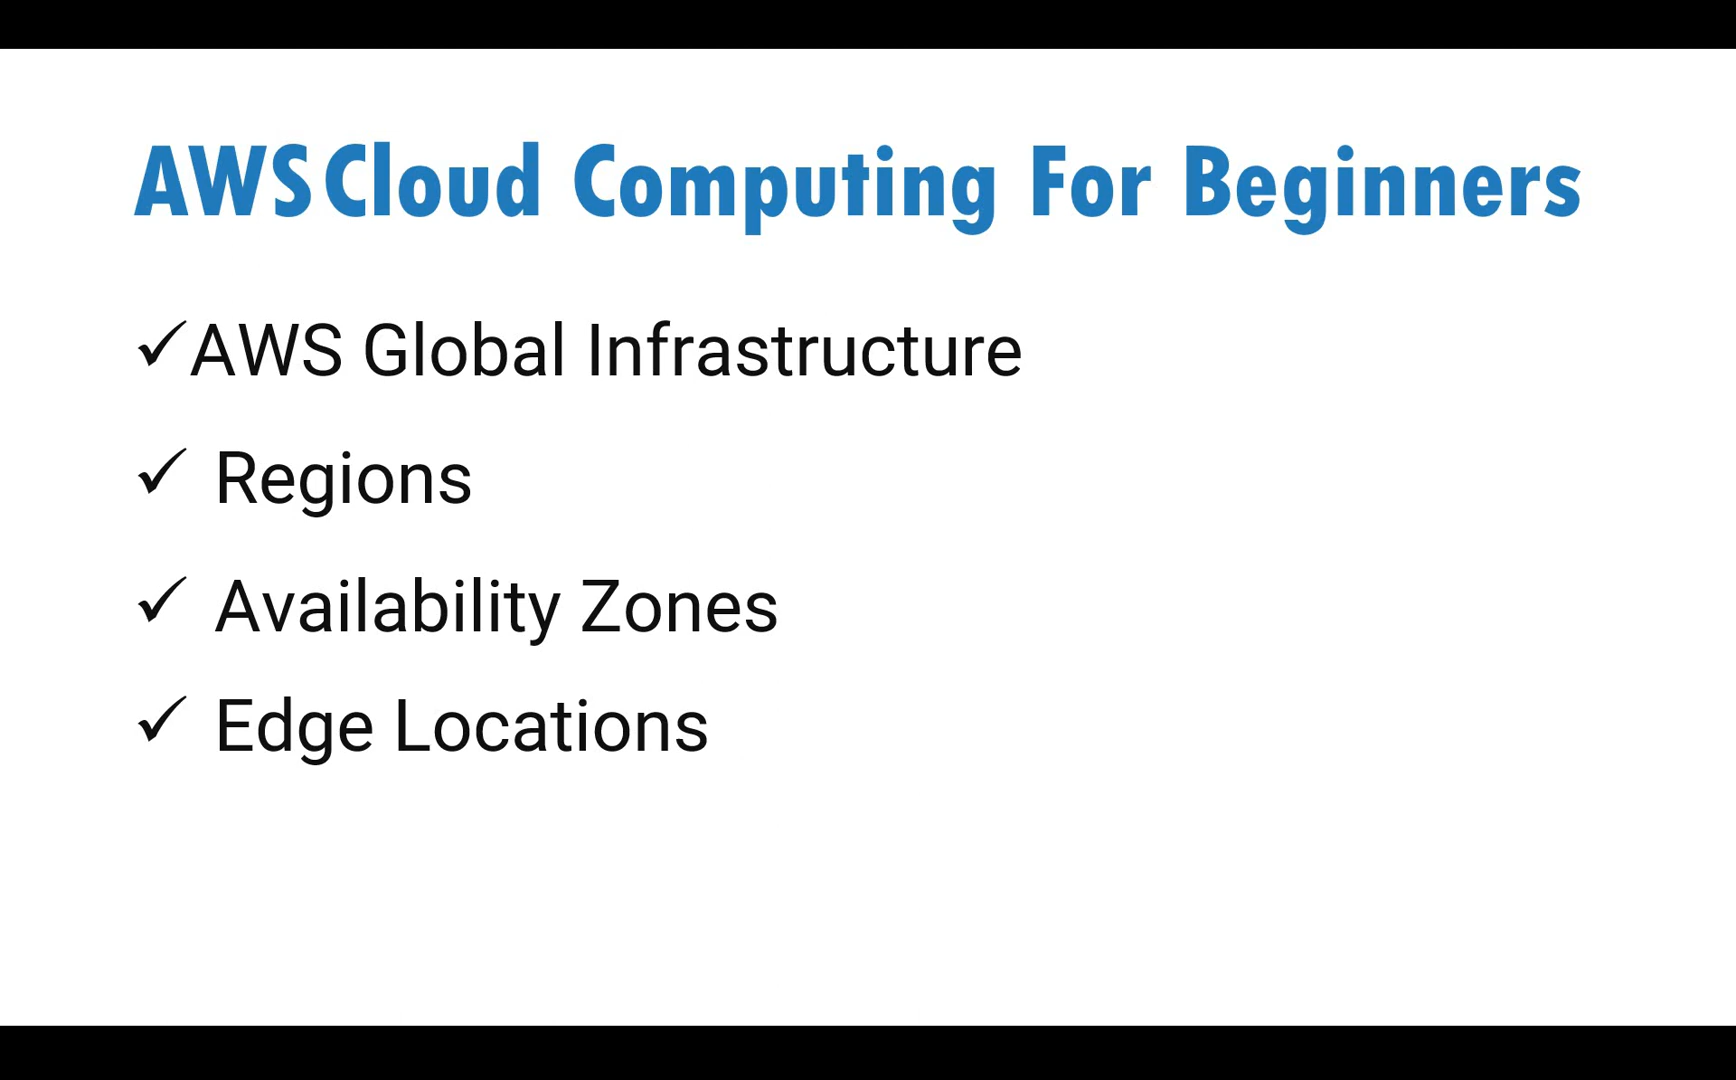 AWS Cloud Computing For Beginners
✓AWS Global Infrastructure
✓ Regions
✓ Availability Zones
✓ Edge Locations